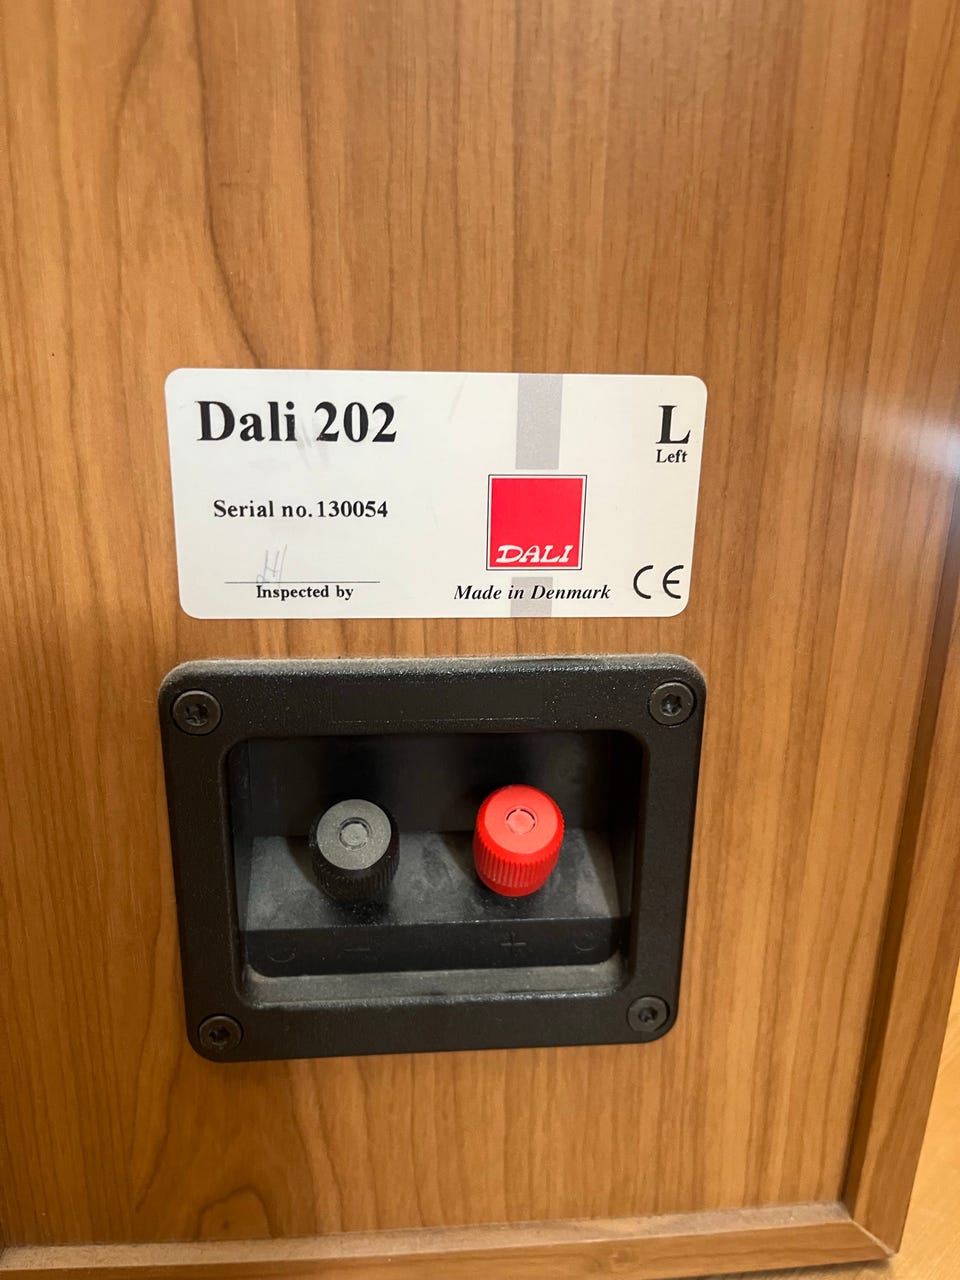 Dali 202
L
Left
Serial no. 130054
DALI
Inspected by
Made in Denmark
CE
- +